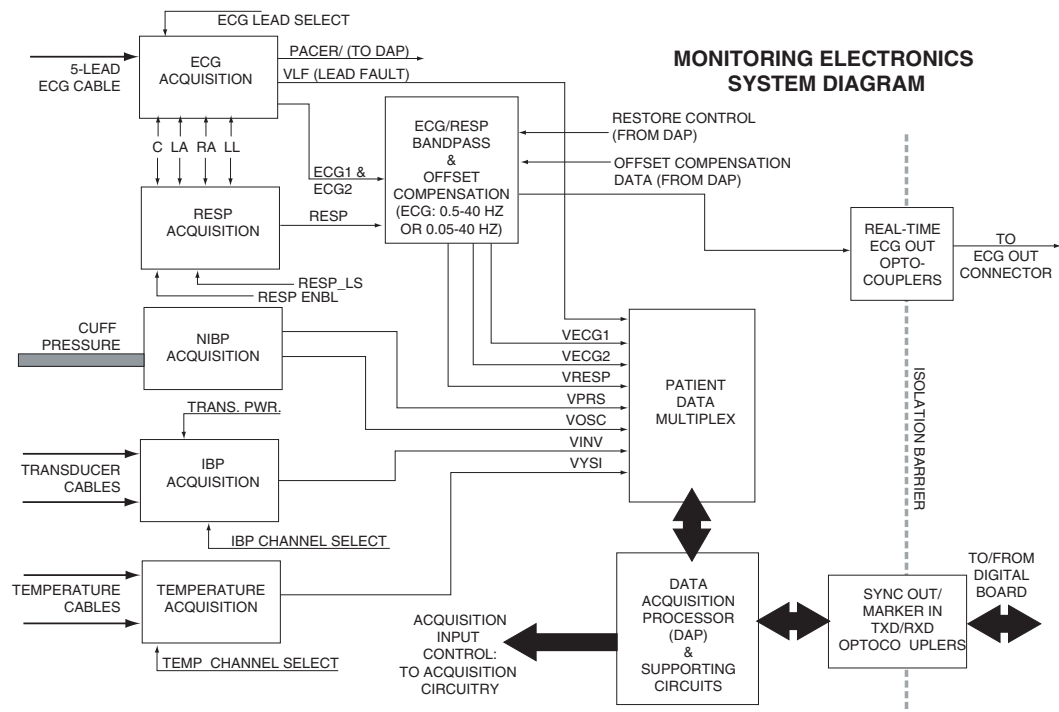 MONITORING ELECTRONICS
SYSTEM DIAGRAM
ECG LEAD SELECT
5-LEAD
ECG CABLE
ECG
ACQUISITION
PACER/ (TO DAP)
VLF (LEAD FAULT)
C LA RA LL
ECG1 &
ECG2
RESP
ACQUISITION
RESP
RESP_LS
RESP ENBL
ECG/RESP
BANDPASS
&
OFFSET
COMPENSATION
(ECG: 0.5-40 HZ
OR 0.05-40 HZ)
RESTORE CONTROL
(FROM DAP)
OFFSET COMPENSATION
DATA (FROM DAP)
REAL-TIME
ECG OUT
OPTO-
COUPLERS
TO
ECG OUT
CONNECTOR
CUFF
PRESSURE
NIBP
ACQUISITION
TRANS. PWR.
TRANSDUCER
CABLES
IBP
ACQUISITION
IBP CHANNEL SELECT
TEMPERATURE
CABLES
TEMPERATURE
ACQUISITION
TEMP CHANNEL SELECT
VECG1
VECG2
VRESP
VPRS
VOSC
VINV
VYSI
PATIENT
DATA
MULTIPLEX
ISOLATION BARRIER
ACQUISITION
INPUT
CONTROL:
TO ACQUISITION
CIRCUITRY
DATA
ACQUISITION
PROCESSOR
(DAP)
&
SUPPORTING
CIRCUITS
SYNC OUT/
MARKER IN
TXD/RXD
OPTOCO UPLERS
TO/FROM
DIGITAL
BOARD